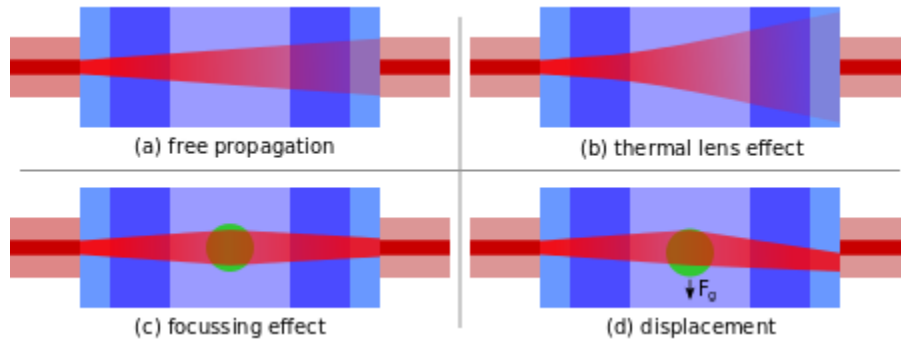 (a) free propagation
(b) thermal lens effect
Fg
(c) focussing effect
(d) displacement